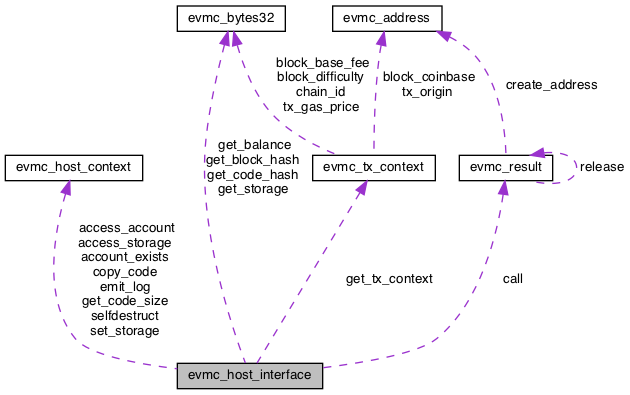 evmc_bytes32
evmc_address
block_base_fee
block_difficulty
chain_id
tx_gas_price
block_coinbase
tx_origin
create_address
get_balance
get_block_hash
get_code_hash
get_storage
evmc_host_context
evmc_tx_context
evmc_result
release
access_account
access_storage
account_exists
copy_code
emit_log
get_code_size
selfdestruct
set_storage
get_tx_context
call
evmc_host_interface